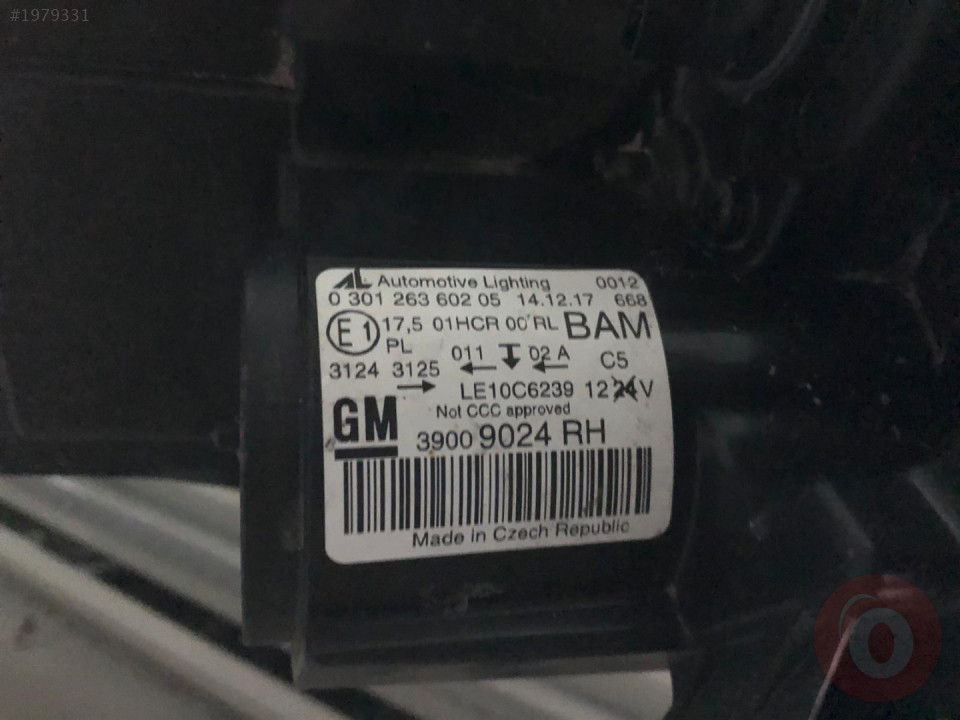 #1979331
AL Automotive Lighting 0012
0 301 263 602 05 14.12.17 668
E1 17,5 01HCR 00 RL BAM
PL
011 02 A C5
3124 3125
LE10C6239 12 24 V
Not CCC approved
GM
3900 9024 RH
Made in Czech Republic
O